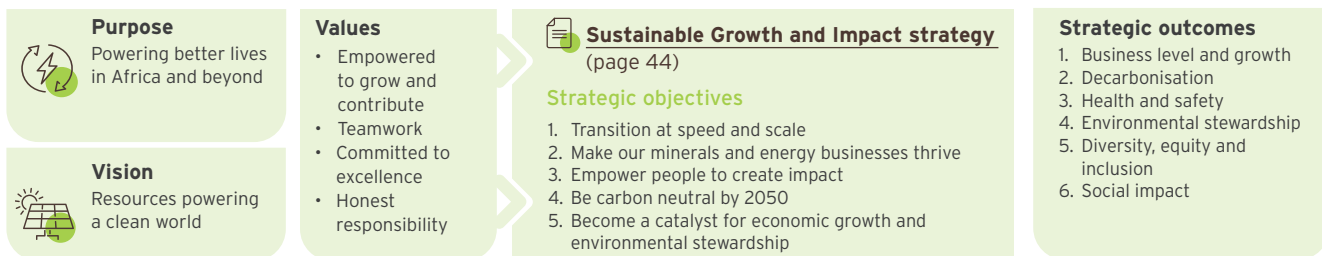 Purpose
Powering better lives
in Africa and beyond
Vision
Resources powering
a clean world
Values
• Empowered
to grow and
contribute
• Teamwork
• Committed to
excellence
• Honest
responsibility
Sustainable Growth and Impact strategy
(page 44)
Strategic objectives
1. Transition at speed and scale
2. Make our minerals and energy businesses thrive
3. Empower people to create impact
4. Be carbon neutral by 2050
5. Become a catalyst for economic growth and
environmental stewardship
Strategic outcomes
1. Business level and growth
2. Decarbonisation
3. Health and safety
4. Environmental stewardship
5. Diversity, equity and
inclusion
6. Social impact